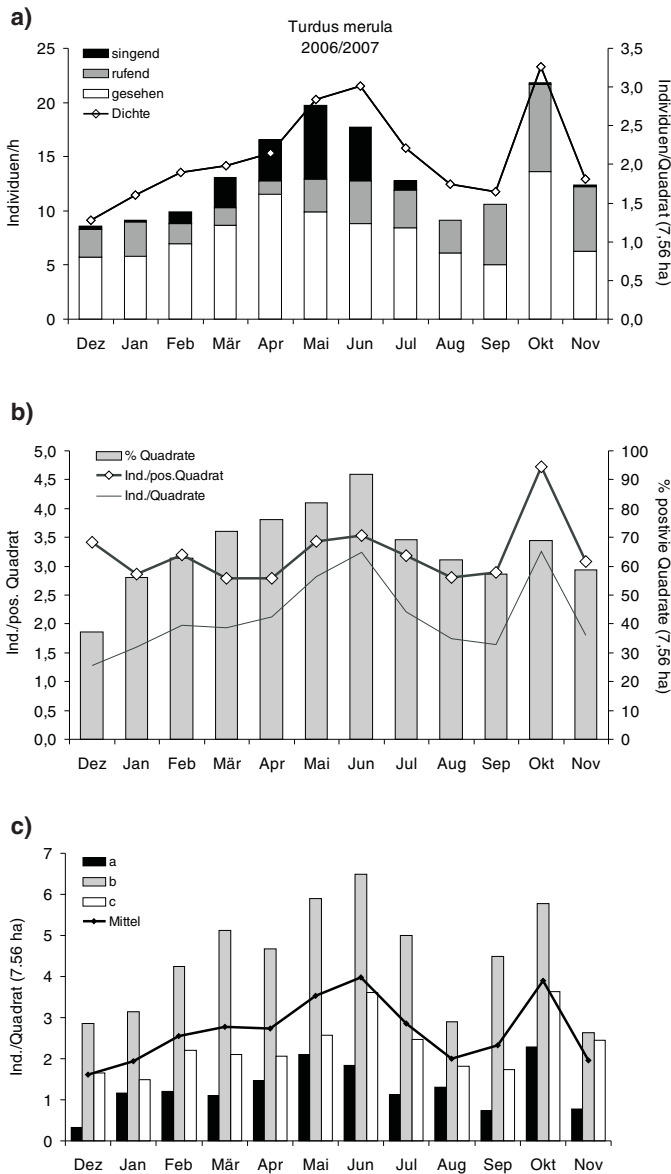 a)
Turdus merula
2006/2007
singend
rufend
gesehen
Dichte
Individuen/h
25
20
15
10
5
0
Individuen/Quadrat (7,56 ha)
3,5
3,0
2,5
2,0
1,5
1,0
0,5
0,0
Dez Jan Feb Mär Apr Mai Jun Jul Aug Sep Okt Nov
b)
% Quadrate
Ind./pos.Quadrat
Ind./Quadrate
Ind./pos. Quadrat
5,0
4,5
4,0
3,5
3,0
2,5
2,0
1,5
1,0
0,5
0,0
% postivie Quadrate (7,56 ha)
100
90
80
70
60
50
40
30
20
10
0
Dez Jan Feb Mär Apr Mai Jun Jul Aug Sep Okt Nov
c)
a
b
c
Mittel
Ind./Quadrat (7.56 ha)
7
6
5
4
3
2
1
0
Dez Jan Feb Mär Apr Mai Jun Jul Aug Sep Okt Nov